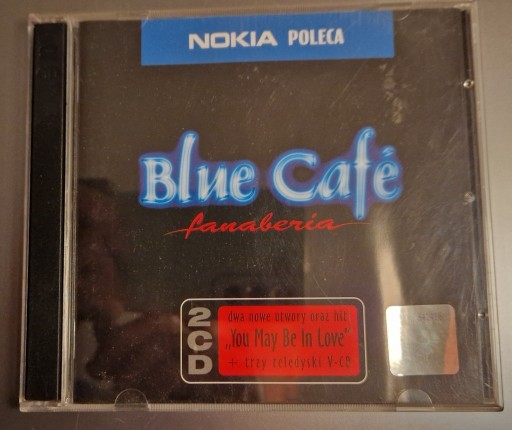 NOKIA POLECA
Blue Café
fanaberia
2CD
dwa nowe utwory oraz hit
„You May Be In Love"
+ trzy teledyski V-CD